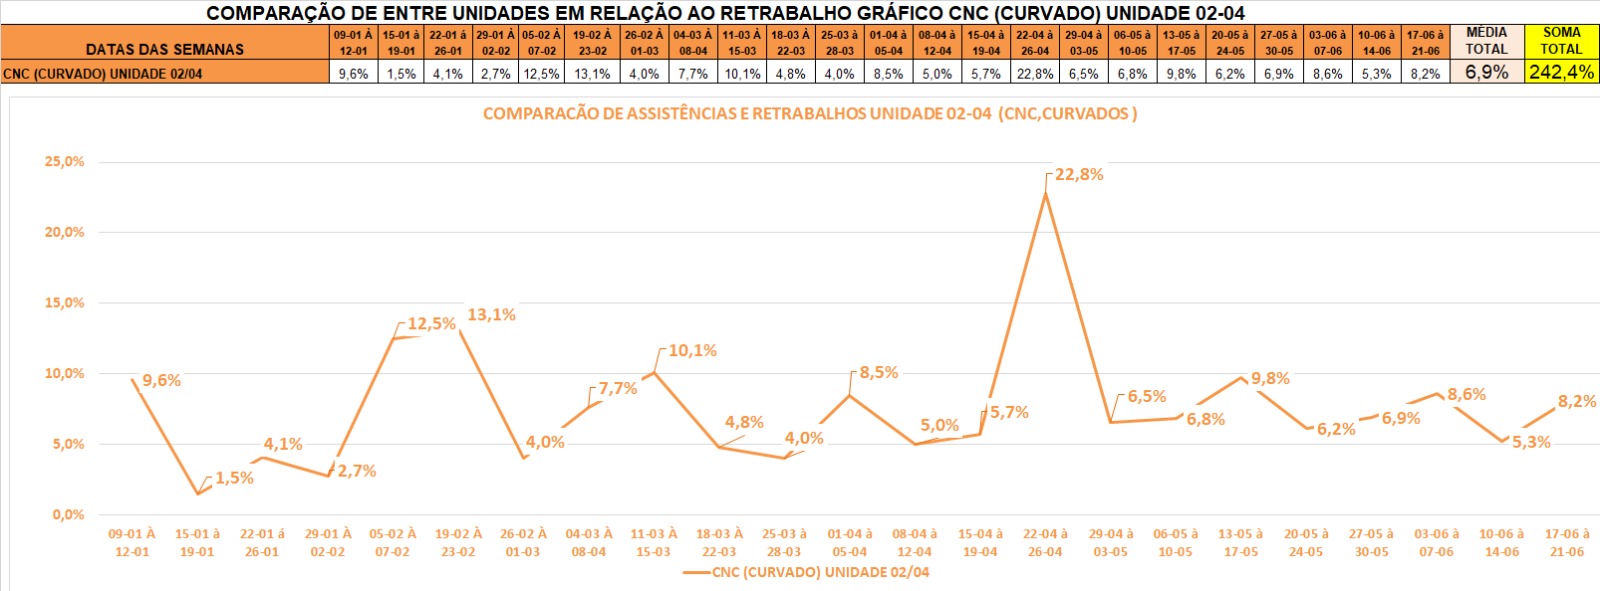 COMPARAÇÃO DE ENTRE UNIDADES EM RELAÇÃO AO RETRABALHO GRÁFICO CNC (CURVADO) UNIDADE 02-04
DATAS DAS SEMANAS
09-01 À 12-01
15-01 à 19-01
22-01 á 26-01
29-01 À 02-02
05-02 À 07-02
19-02 À 23-02
26-02 À 01-03
04-03 À 08-04
11-03 À 15-03
18-03 À 22-03
25-03 à 28-03
01-04 à 05-04
08-04 à 12-04
15-04 à 19-04
22-04 à 26-04
29-04 à 03-05
06-05 à 10-05
13-05 à 17-05
20-05 à 24-05
27-05 à 30-05
03-06 à 07-06
10-06 à 14-06
17-06 à 21-06
MÉDIA TOTAL
SOMA TOTAL
CNC (CURVADO) UNIDADE 02/04 9,6% 1,5% 4,1% 2,7% 12,5% 13,1% 4,0% 7,7% 10,1% 4,8% 4,0% 8,5% 5,0% 5,7% 22,8% 6,5% 6,8% 9,8% 6,2% 6,9% 8,6% 5,3% 8,2% 6,9% 242,4%
COMPARACÃO DE ASSISTÊNCIAS E RETRABALHOS UNIDADE 02-04 (CNC,CURVADOS )
25,0%
20,0%
15,0%
10,0%
5,0%
0,0%
9,6%
1,5%
4,1%
2,7%
12,5%
13,1%
4,0%
7,7%
10,1%
4,8%
4,0%
8,5%
5,0%
5,7%
22,8%
6,5%
6,8%
9,8%
6,2%
6,9%
8,6%
5,3%
8,2%
09-01 À 15-01 à 22-01 á 29-01 À 05-02 À 19-02 À 26-02 À 04-03 À 11-03 À 18-03 À 25-03 à 01-04 à 08-04 à 15-04 à 22-04 à 29-04 à 06-05 à 13-05 à 20-05 à 27-05 à 03-06 à 10-06 à 17-06 à
12-01 19-01 26-01 02-02 07-02 23-02 01-03 08-04 15-03 22-03 28-03 05-04 12-04 19-04 26-04 03-05 10-05 17-05 24-05 30-05 07-06 14-06 21-06
CNC (CURVADO) UNIDADE 02/04